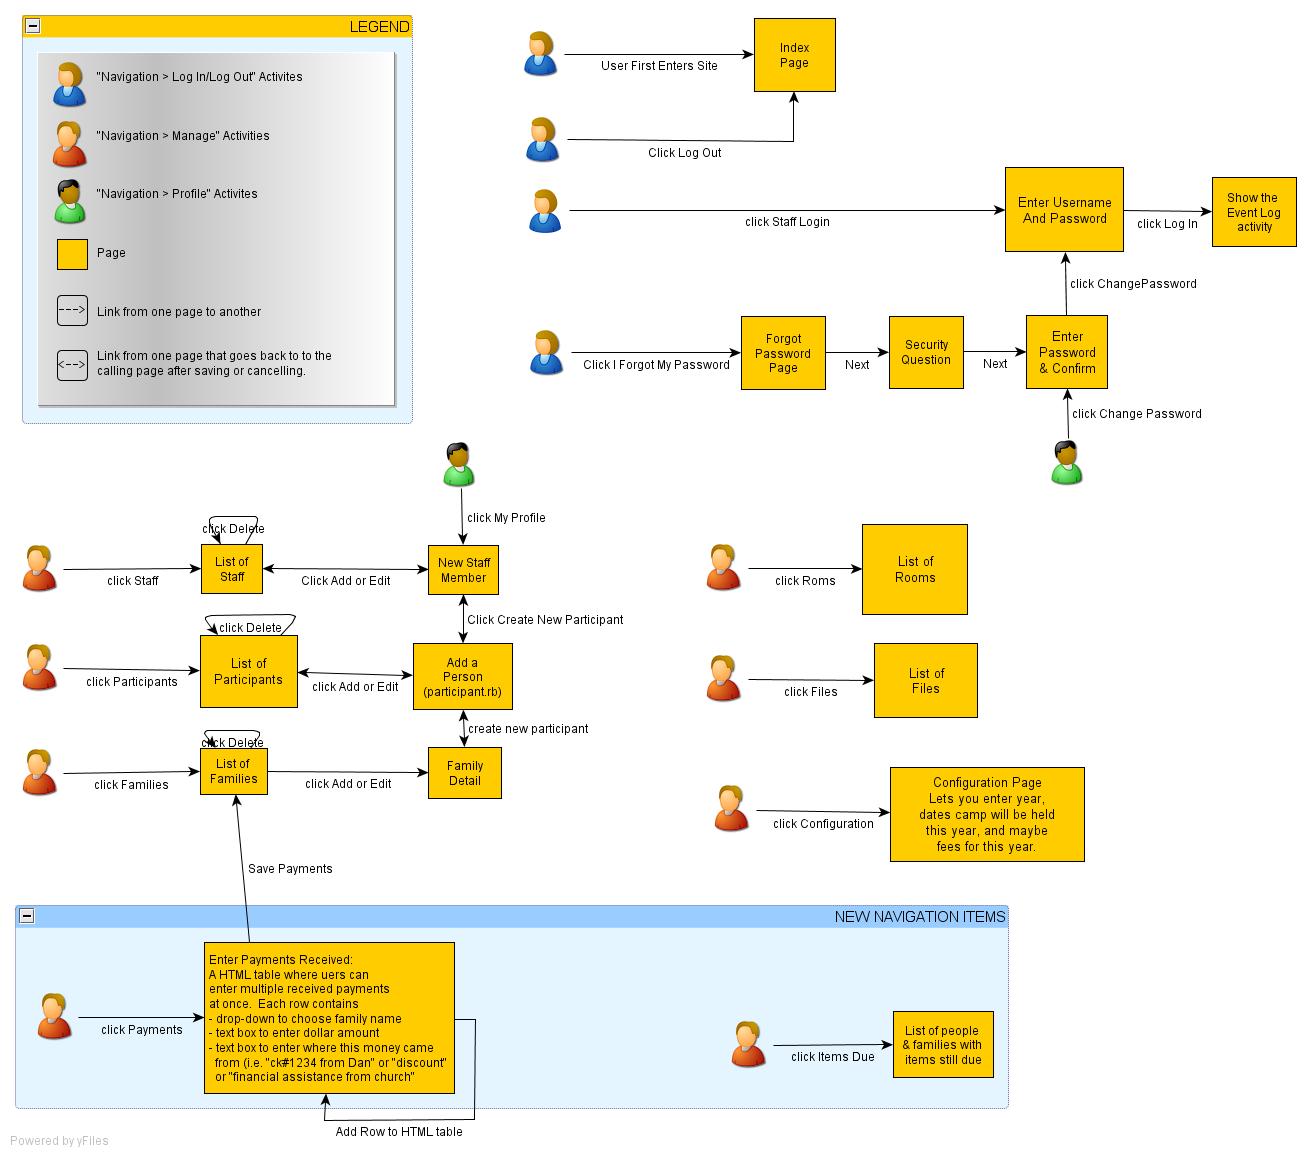 LEGEND
"Navigation > Log In/Log Out" Activites
"Navigation > Manage" Activities
"Navigation > Profile" Activites
Page
--->
Link from one page to another
<-->
Link from one page that goes back to to the
calling page after saving or cancelling.
User First Enters Site
Index
Page
Click Log Out
click Staff Login
Enter Username
And Password
click Log In
Show the
Event Log
activity
click ChangePassword
Click I Forgot My Password
Forgot
Password
Page
Next
Security
Question
Next
Enter
Password
& Confirm
click Change Password
click My Profile
click Delete
click Staff
List of
Staff
Click Add or Edit
New Staff
Member
Click Create New Participant
click Delete
click Participants
List of
Participants
click Add or Edit
Add a
Person
(participant.rb)
create new participant
click Delete
click Families
List of
Families
click Add or Edit
Family
Detail
Save Payments
click Roms
List of
Rooms
click Files
List of
Files
click Configuration
Configuration Page
Lets you enter year,
dates camp will be held
this year, and maybe
fees for this year.
NEW NAVIGATION ITEMS
click Payments
Enter Payments Received:
A HTML table where uers can
enter multiple received payments
at once.  Each row contains
- drop-down to choose family name
- text box to enter dollar amount
- text box to enter where this money came
from (i.e. "ck#1234 from Dan" or "discount"
or "financial assistance from church"
Add Row to HTML table
click Items Due
List of people
& families with
items still due
Powered by yFiles